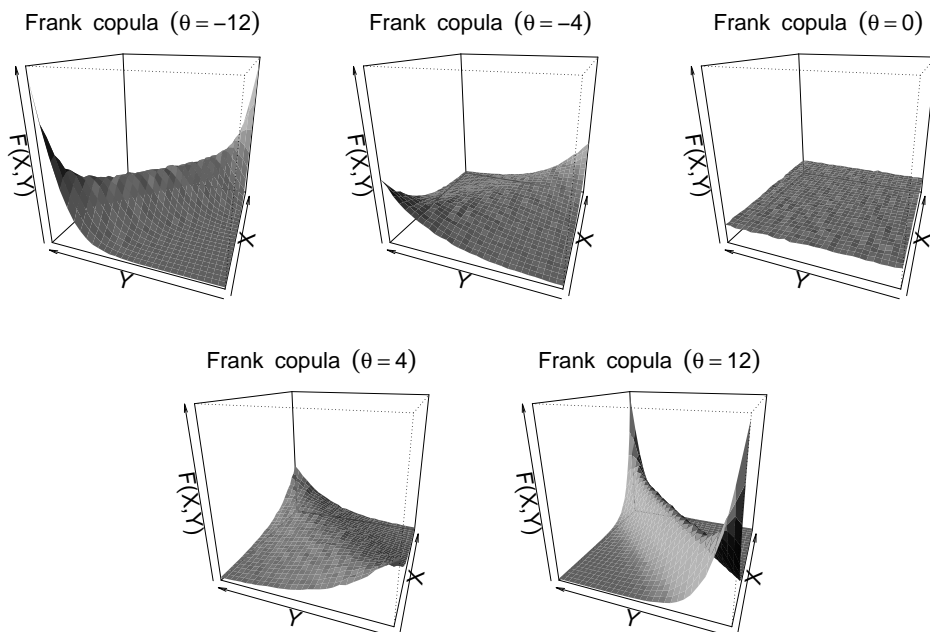 Frank copula (θ = −12)
Frank copula (θ = −4)
Frank copula (θ = 0)
F(X,Y)
Y
X
F(X,Y)
Y
X
F(X,Y)
Y
X
Frank copula (θ = 4)
Frank copula (θ = 12)
F(X,Y)
Y
X
F(X,Y)
Y
X